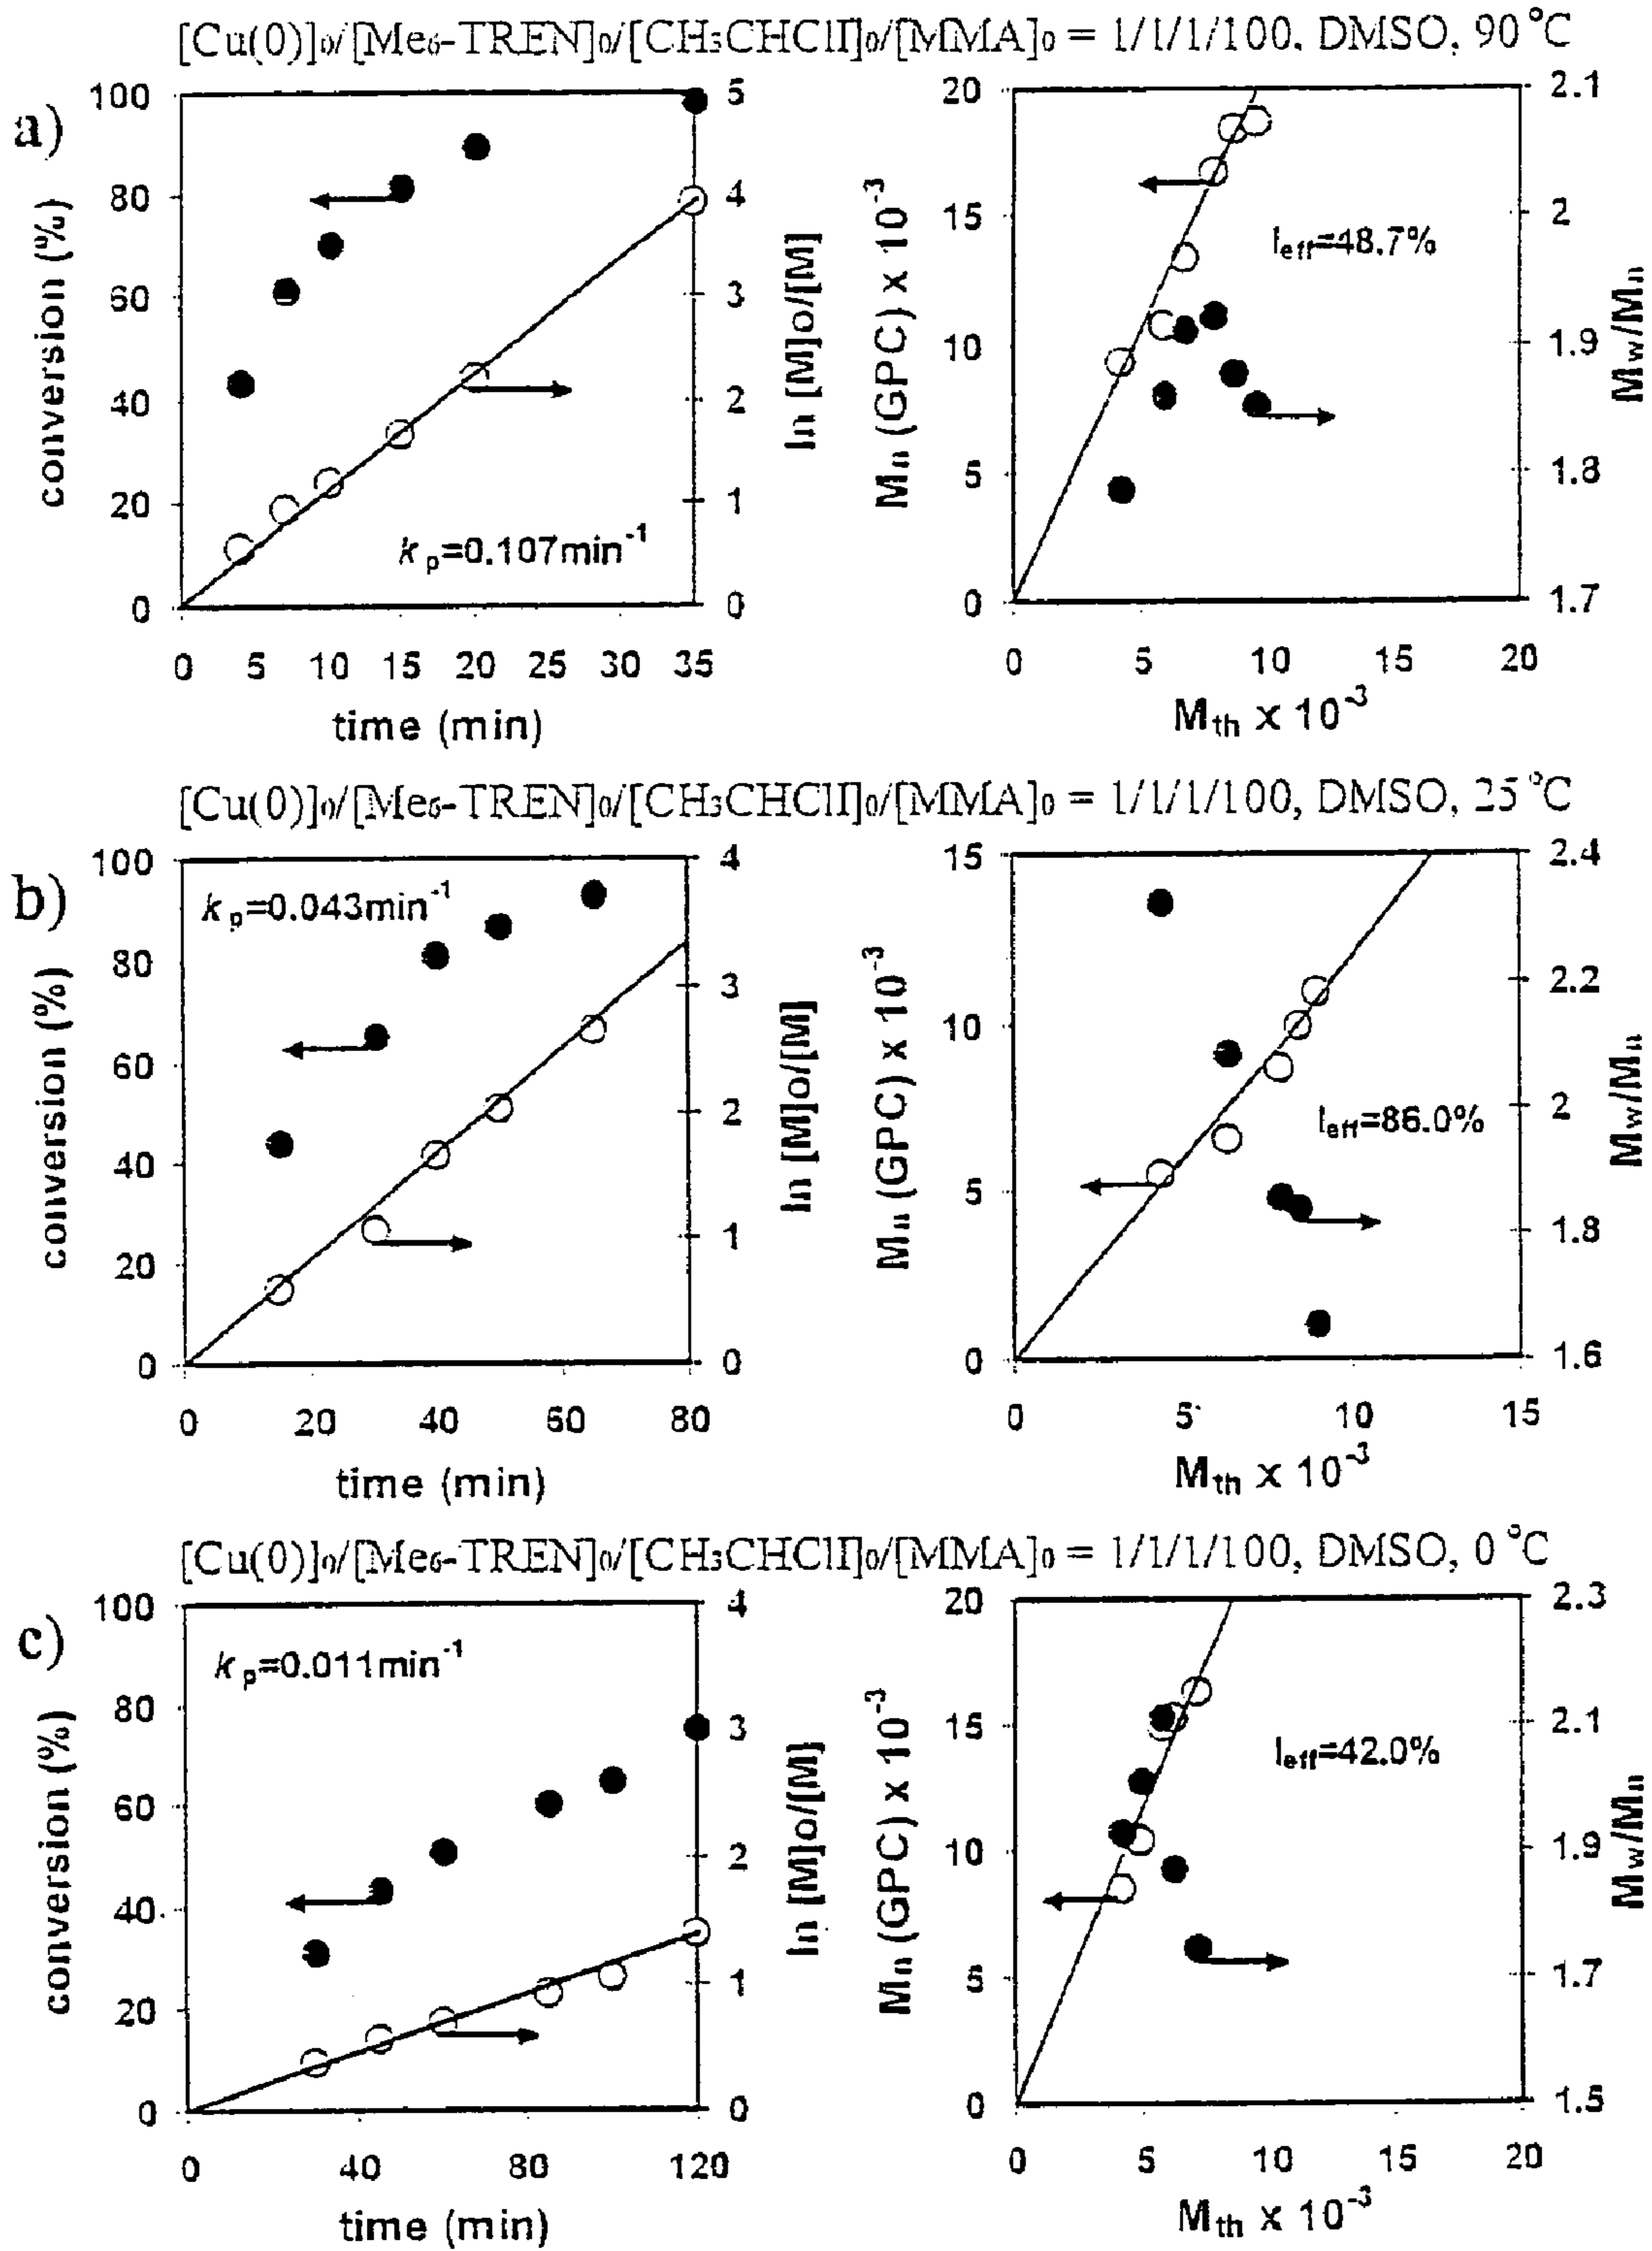 [Cu(0)]0/[Me6-TREN]0/[CH3CHClI]0/[MMA]0 = 1/1/1/100. DMSO, 90 °C
a)
100
80
60
40
20
0
conversion (%)
5
4
3
2
1
0
ln [M]o/[M]
kp=0.107min-1
0 5 10 15 20 25 30 35
time (min)
20
15
10
5
0
Mn (GPC) x 10-3
2.1
2
1.9
1.8
1.7
Mw/Mn
Ieff=48.7%
0 5 10 15 20
Mth x 10-3
[Cu(0)]0/[Me6-TREN]0/[CH3CHClI]0/[MMA]0 = 1/1/1/100, DMSO, 25 °C
b)
100
80
60
40
20
0
conversion (%)
4
3
2
1
0
ln [M]o/[M]
kp=0.043min-1
0 20 40 60 80
time (min)
15
10
5
0
Mn (GPC) x 10-3
2.4
2.2
2
1.8
1.6
Mw/Mn
Ieff=86.0%
0 5 10 15
Mth x 10-3
[Cu(0)]0/[Me6-TREN]0/[CH3CHClI]0/[MMA]0 = 1/1/1/100, DMSO, 0 °C
c)
100
80
60
40
20
0
conversion (%)
4
3
2
1
0
ln [M]o/[M]
kp=0.011min-1
0 40 80 120
time (min)
20
15
10
5
0
Mn (GPC) x 10-3
2.3
2.1
1.9
1.7
1.5
Mw/Mn
Ieff=42.0%
0 5 10 15 20
Mth x 10-3